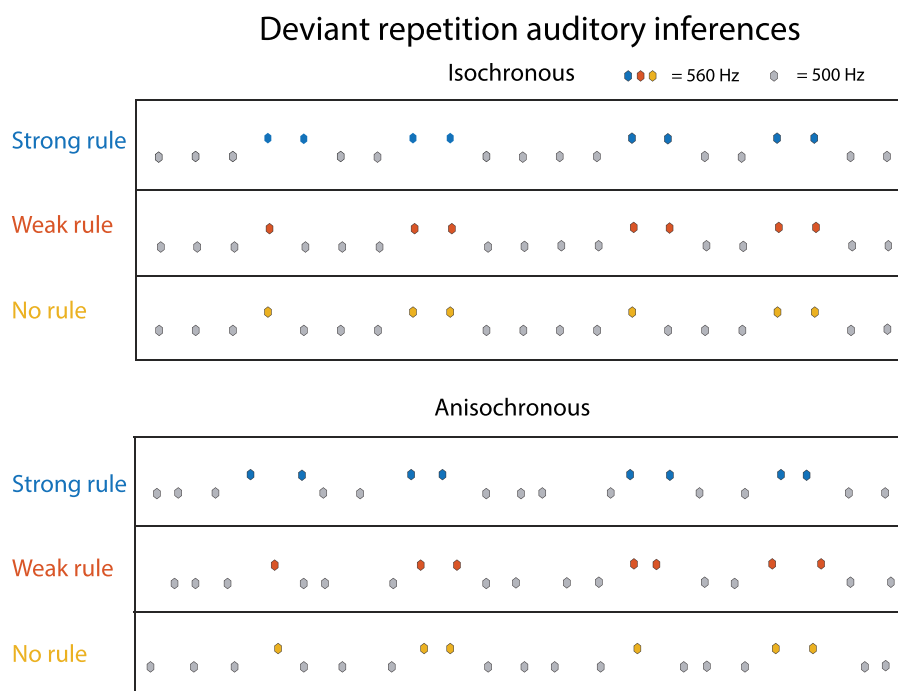 Deviant repetition auditory inferences
Isochronous
= 560 Hz
= 500 Hz
Strong rule
Weak rule
No rule
Anisochronous
Strong rule
Weak rule
No rule